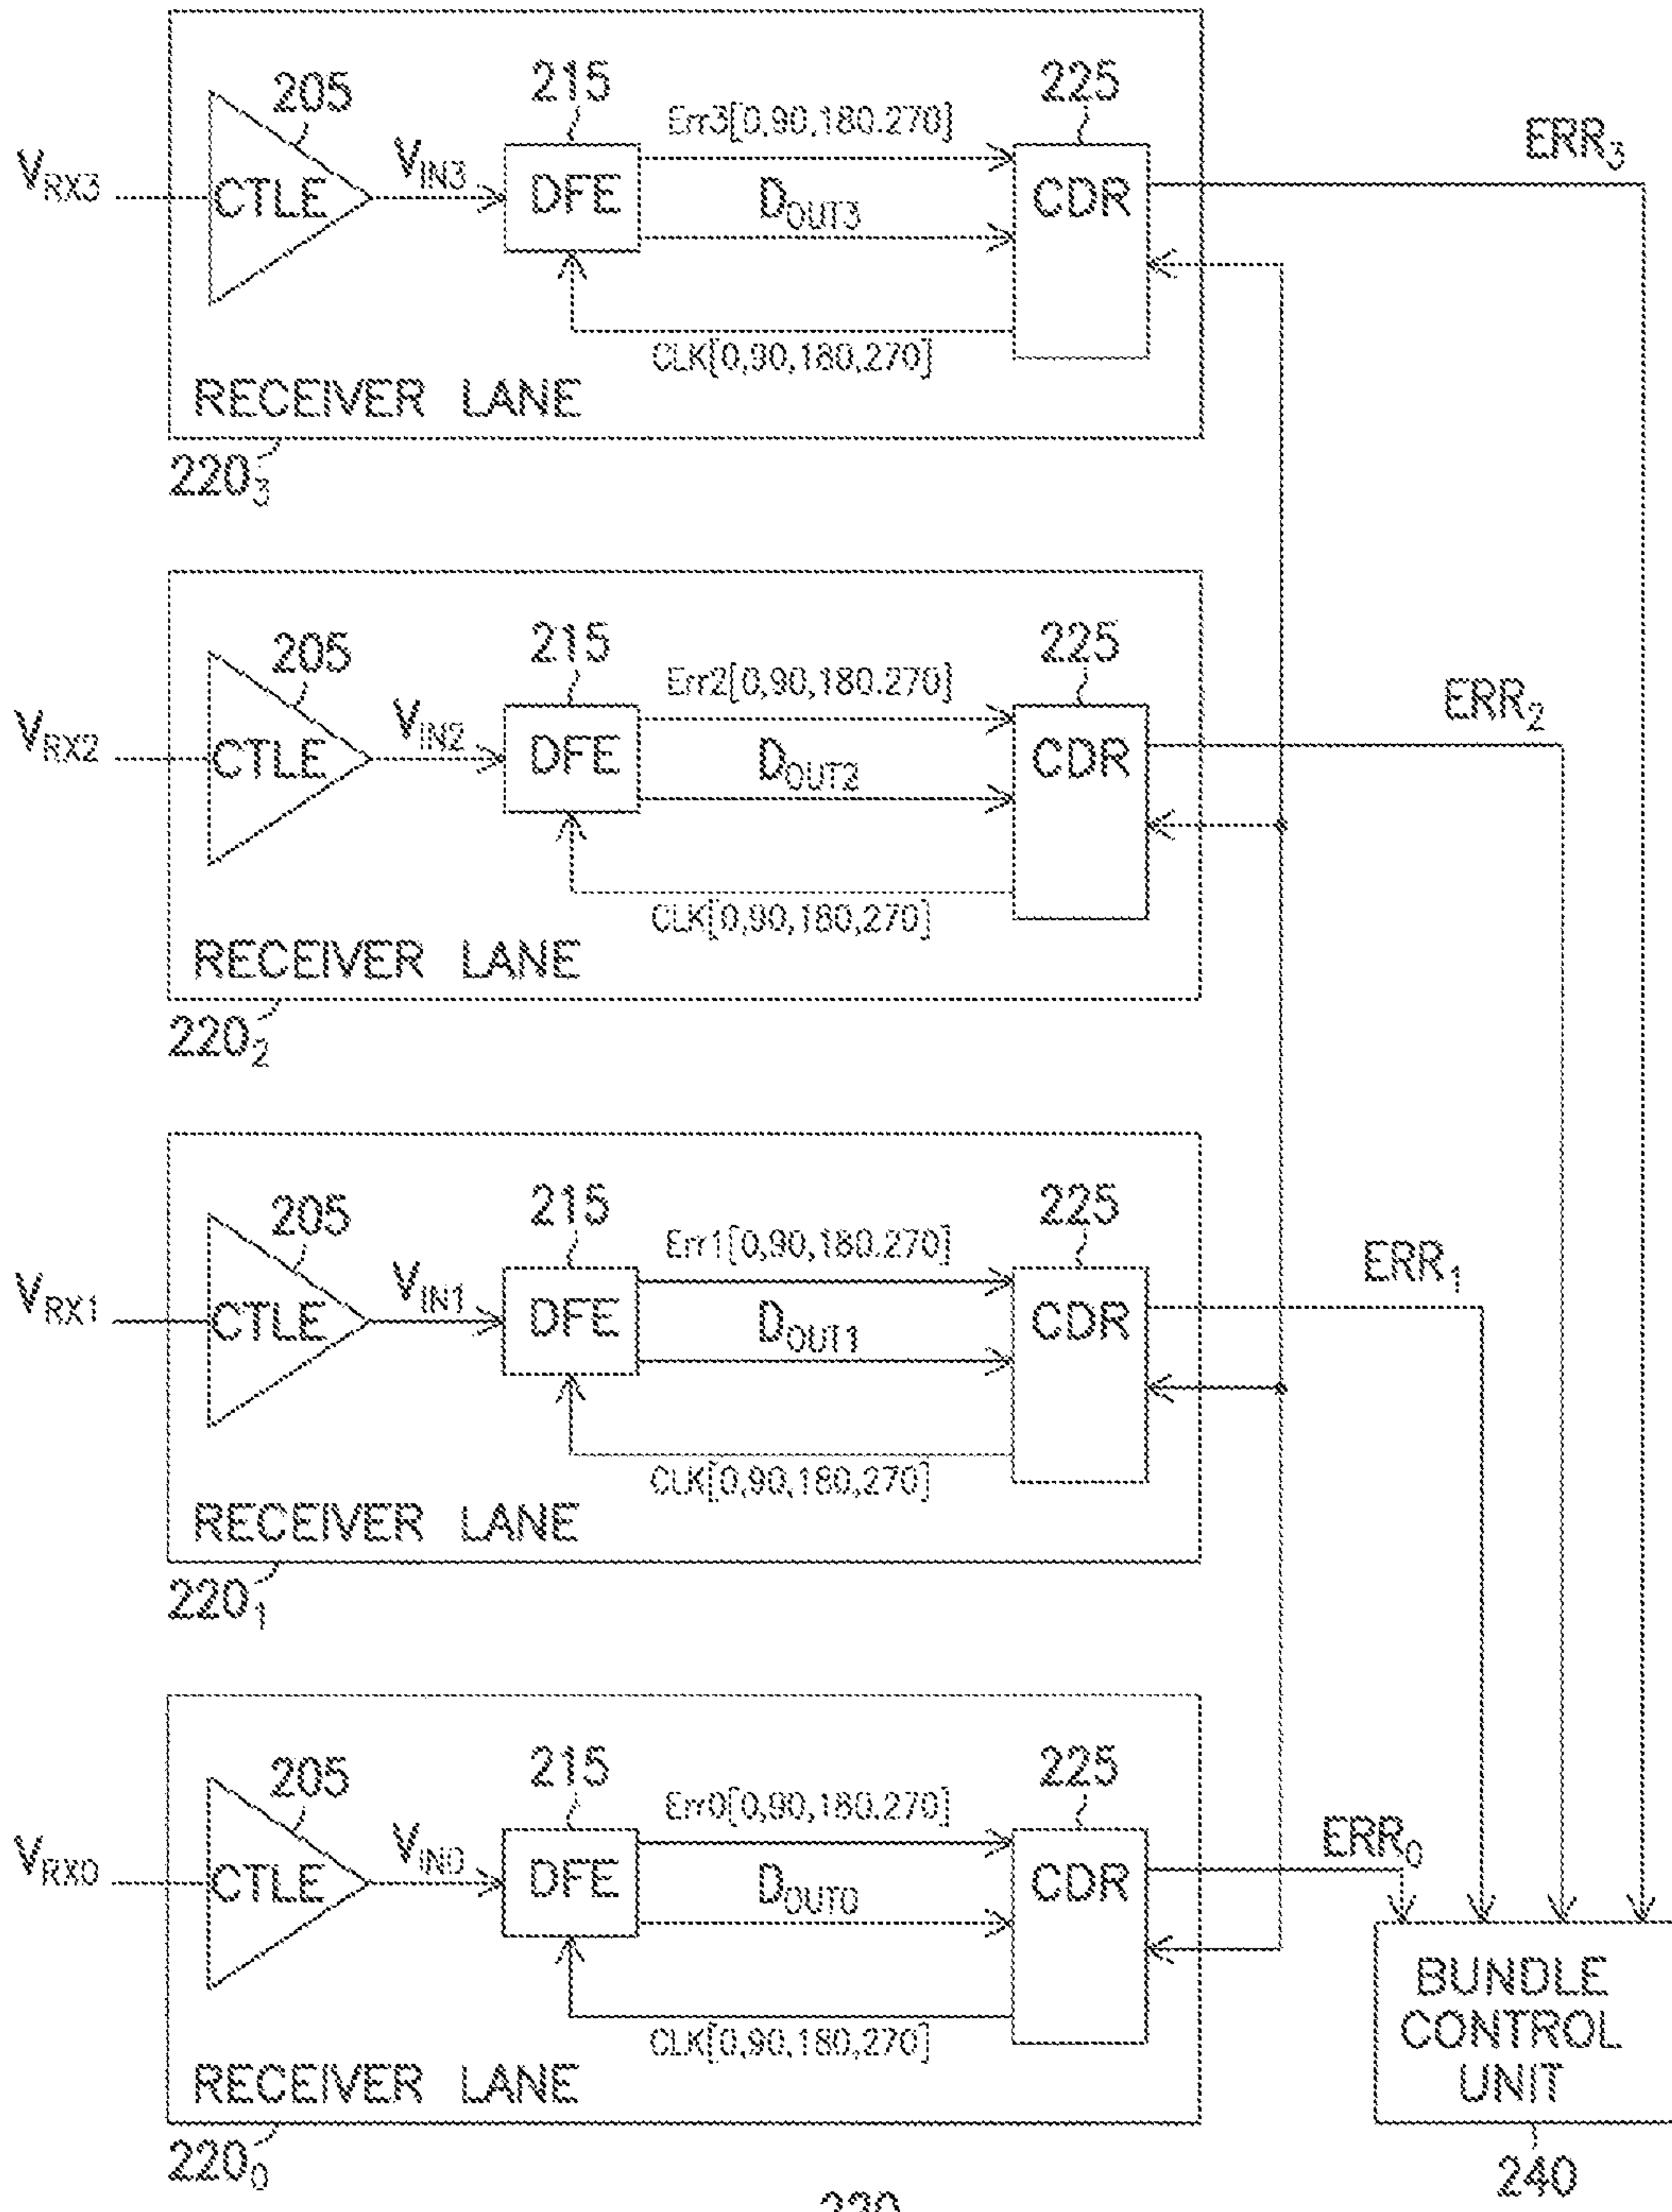 205
215
Err3[0,90,180.270]
225
ERR3
VRX3
CTLE
VIN3
DFE
DOUT3
CDR
CLK[0,90,180,270]
RECEIVER LANE
2203
205
215
Err2[0,90,180.270]
225
ERR2
VRX2
CTLE
VIN2
DFE
DOUT2
CDR
CLK[0,90,180,270]
RECEIVER LANE
2202
205
215
Err1[0,90,180.270]
225
ERR1
VRX1
CTLE
VIN1
DFE
DOUT1
CDR
CLK[0,90,180,270]
RECEIVER LANE
2201
205
215
Err0[0,90,180.270]
225
ERR0
VRX0
CTLE
VIN0
DFE
DOUT0
CDR
CLK[0,90,180,270]
RECEIVER LANE
2200
BUNDLE
CONTROL
UNIT
240